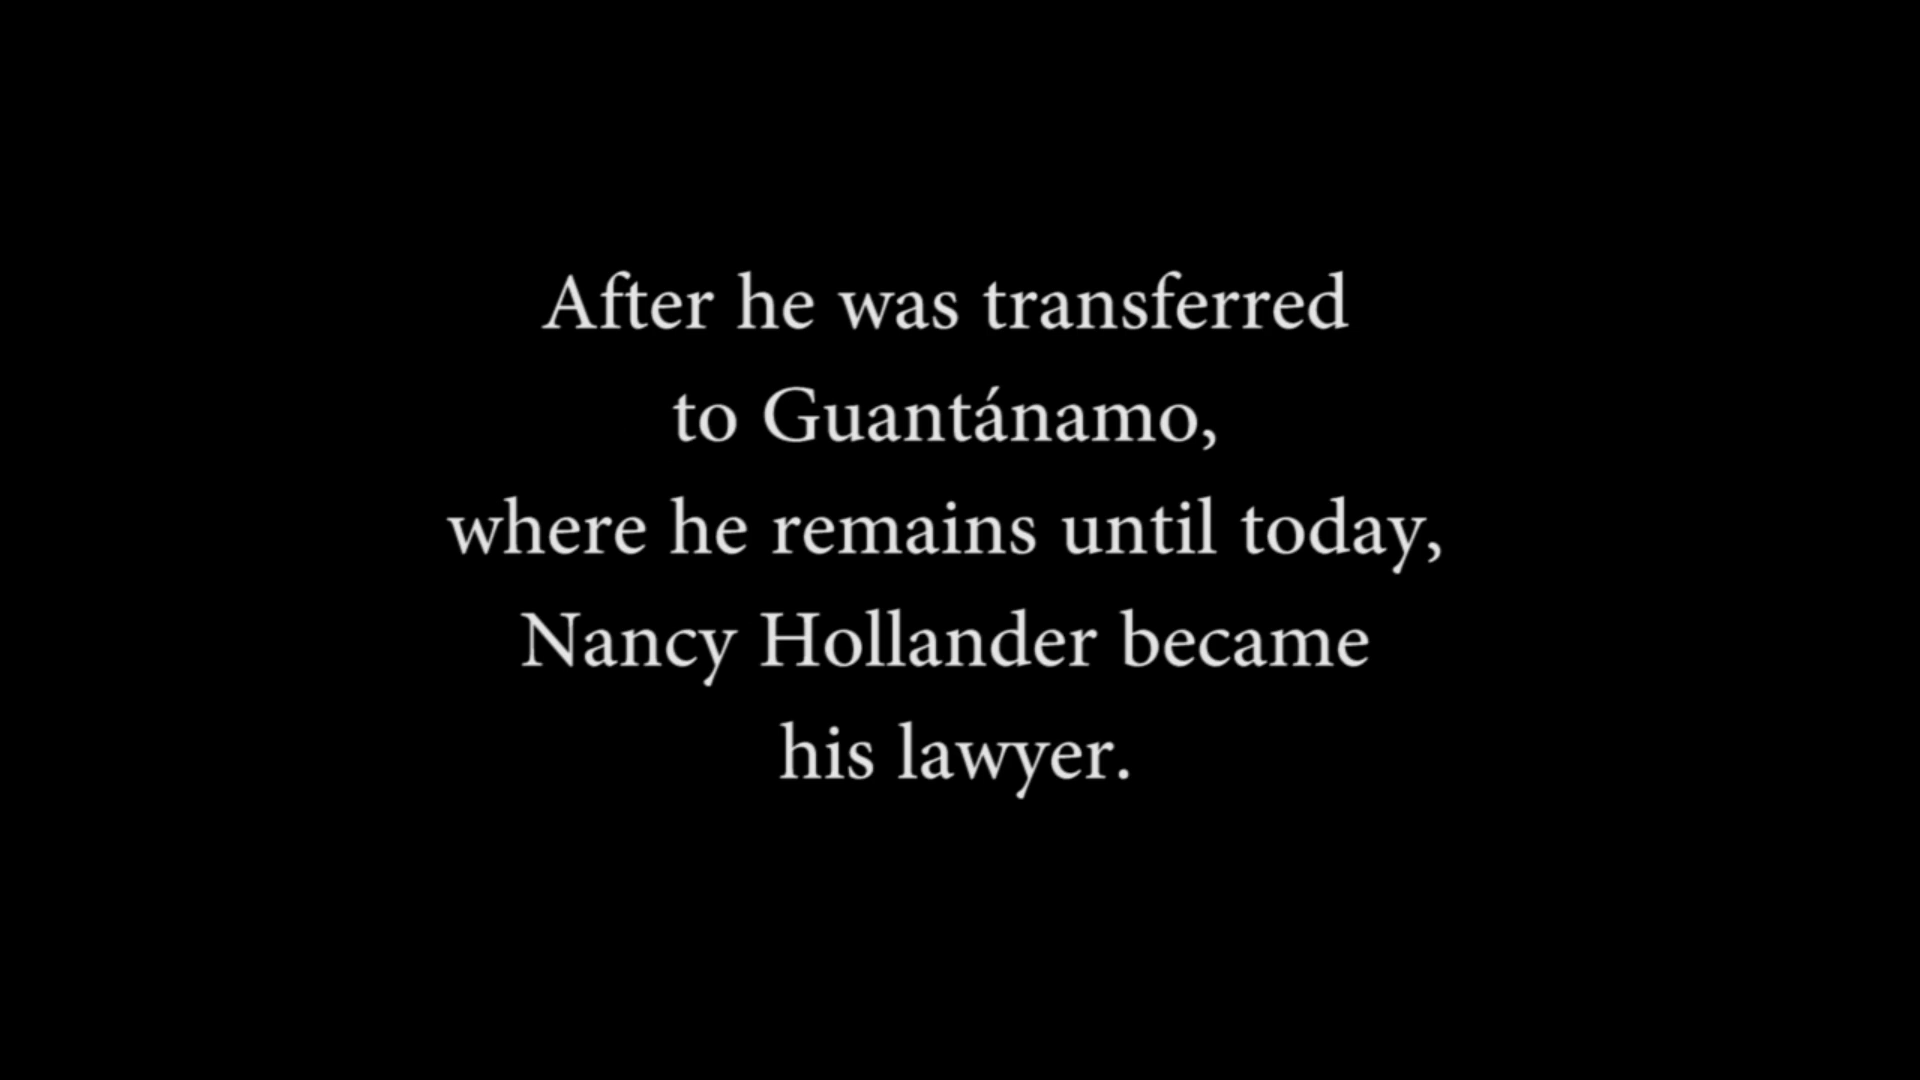 After he was transferred
to Guantánamo,
where he remains until today,
Nancy Hollander became
his lawyer.